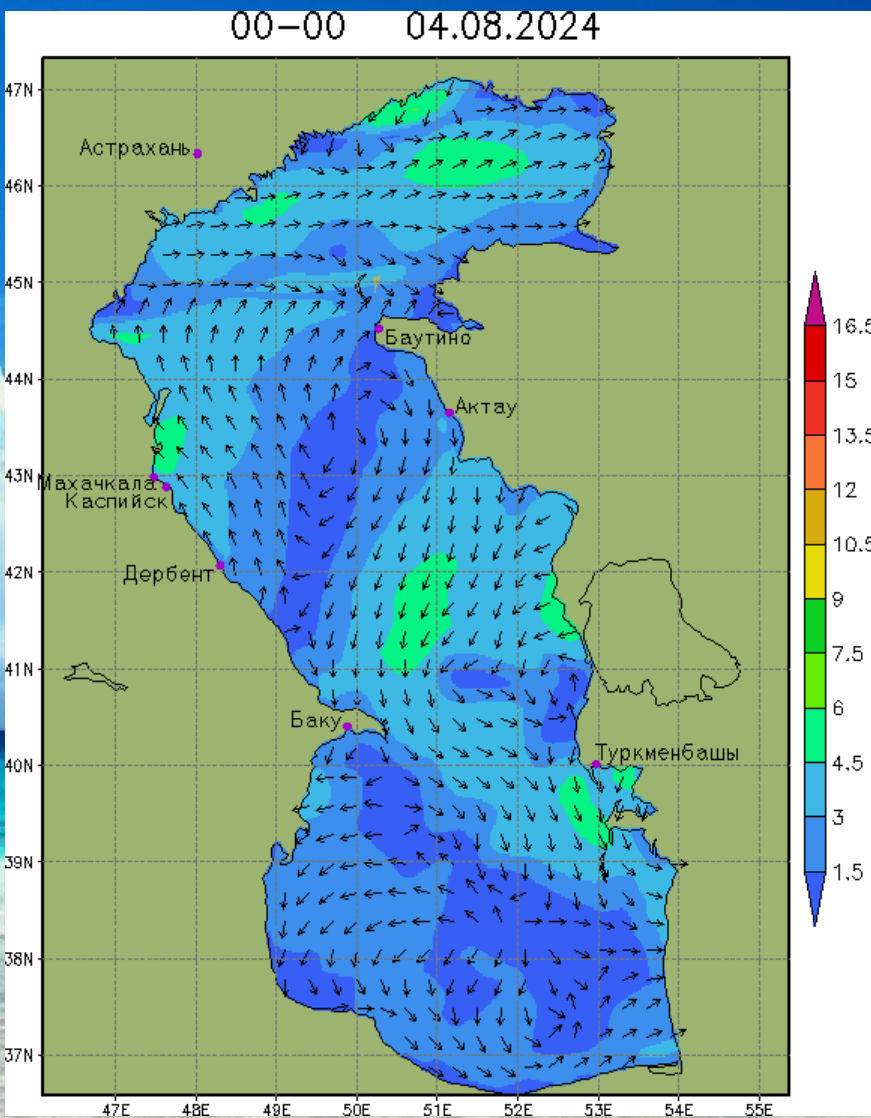 00-00 04.08.2024
47N
Астрахань
46N
45N
Баутино
44N
Актау
43N
Махачкала
Каспийск
42N
Дербент
41N
Баку
Туркменбашы
40N
39N
38N
37N
47E 48E 49E 50E 51E 52E 53E 54E 55E
16.5
15
13.5
12
10.5
9
7.5
6
4.5
3
1.5